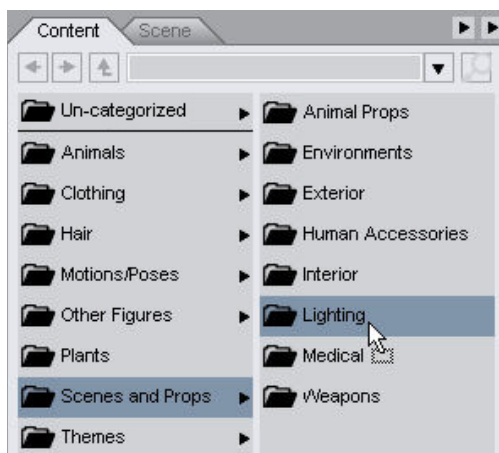 Content Scene
Un-categorized
Animals
Clothing
Hair
Motions/Poses
Other Figures
Plants
Scenes and Props
Themes
Animal Props
Environments
Exterior
Human Accessories
Interior
Lighting
Medical
Weapons